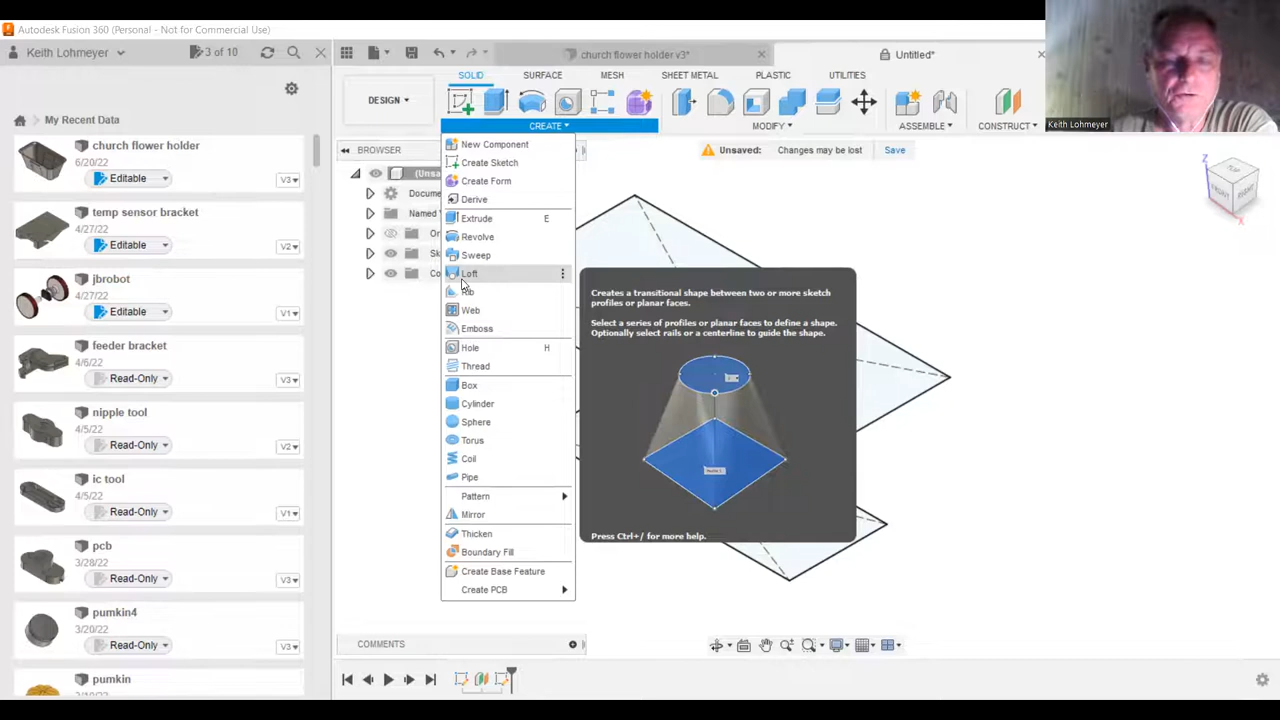 Autodesk Fusion 360 (Personal - Not for Commercial Use)
Keith Lohmeyer
3 of 10
church flower holder v3*
Untitled*
Keith Lohmeyer
My Recent Data
church flower holder
6/20/22
Editable
V3
temp sensor bracket
4/27/22
Editable
V2
jbrobot
4/27/22
Editable
V1
feeder bracket
4/6/22
Read-Only
V3
nipple tool
4/5/22
Read-Only
V2
ic tool
4/5/22
Read-Only
V1
pcb
3/28/22
Read-Only
V3
pumkin4
3/20/22
Read-Only
V3
pumkin
DESIGN
SOLID
SURFACE
MESH
SHEET METAL
PLASTIC
UTILITIES
CREATE
MODIFY
ASSEMBLE
CONSTRUCT
BROWSER
(Unsa
Docume
Named
Or
Sk
Co
New Component
Create Sketch
Create Form
Derive
Extrude E
Revolve
Sweep
Loft
Rib
Web
Emboss
Hole H
Thread
Box
Cylinder
Sphere
Torus
Coil
Pipe
Pattern
Mirror
Thicken
Boundary Fill
Create Base Feature
Create PCB
Unsaved: Changes may be lost Save
Z
TOP
FRONT
RIGHT
X
Creates a transitional shape between two or more sketch
profiles or planar faces.
Select a series of profiles or planar faces to define a shape.
Optionally select rails or a centerline to guide the shape.
Press Ctrl+/ for more help.
COMMENTS